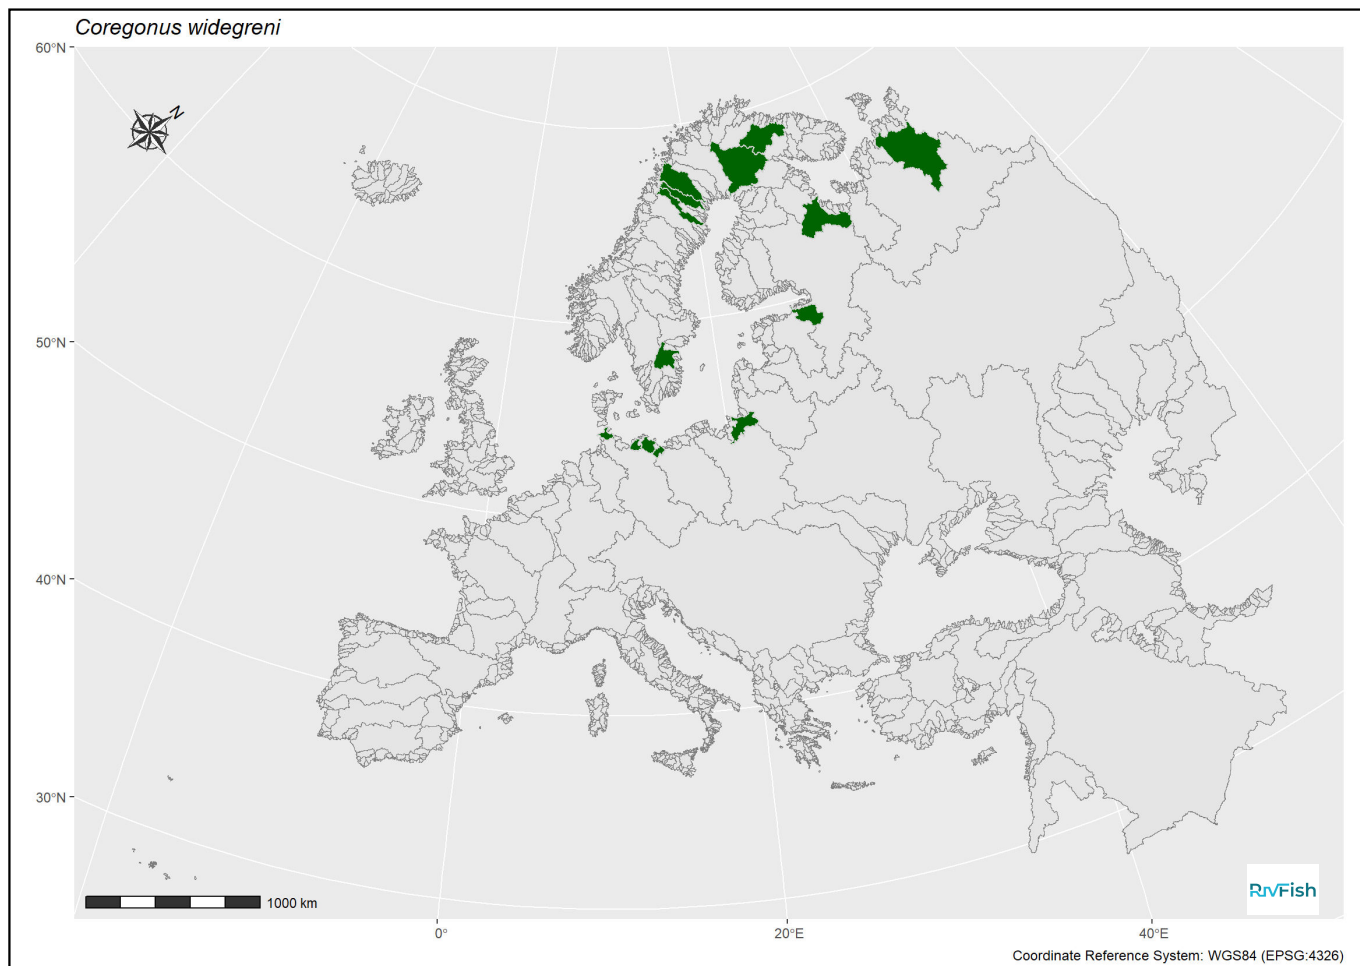 Coregonus widegreni
60°N
N
50°N
40°N
30°N
1000 km
RIVFISH
0°
20°E
40°E
Coordinate Reference System: WGS84 (EPSG:4326)